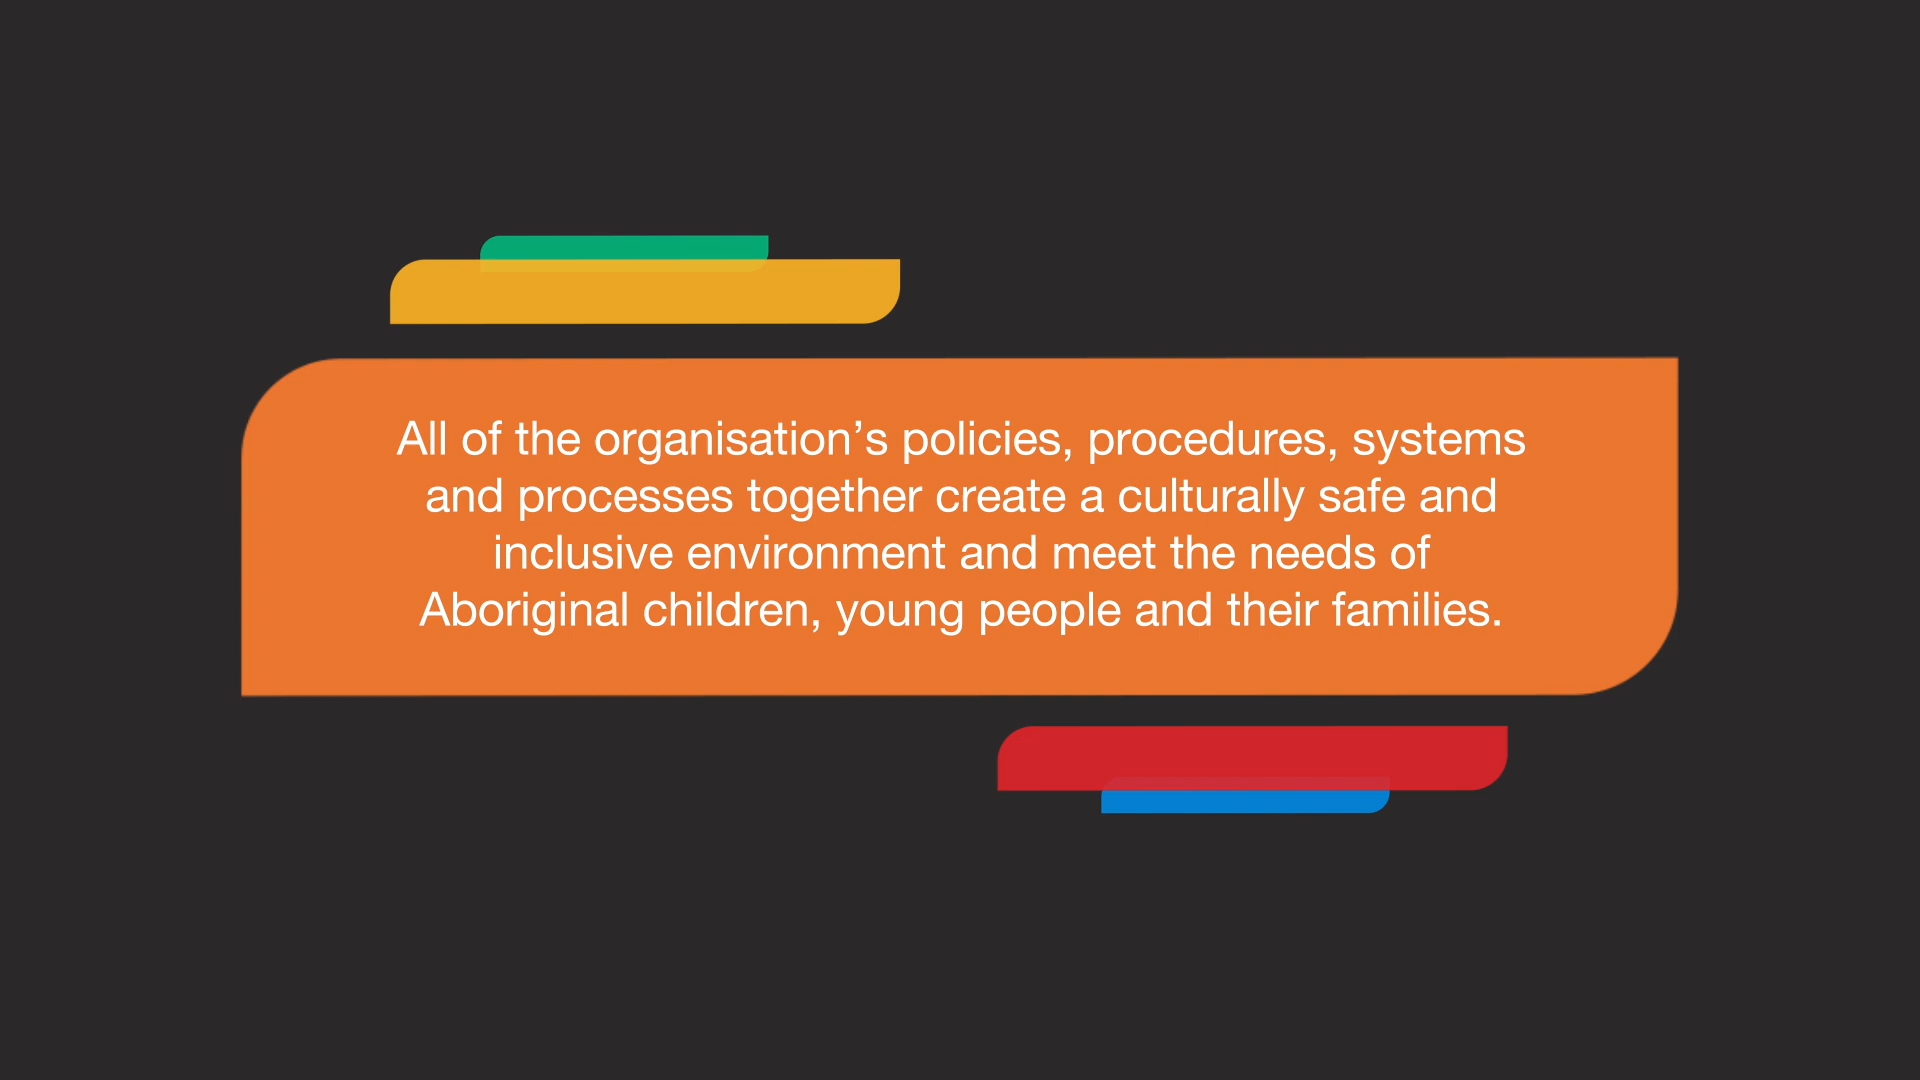 All of the organisation’s policies, procedures, systems
and processes together create a culturally safe and
inclusive environment and meet the needs of
Aboriginal children, young people and their families.